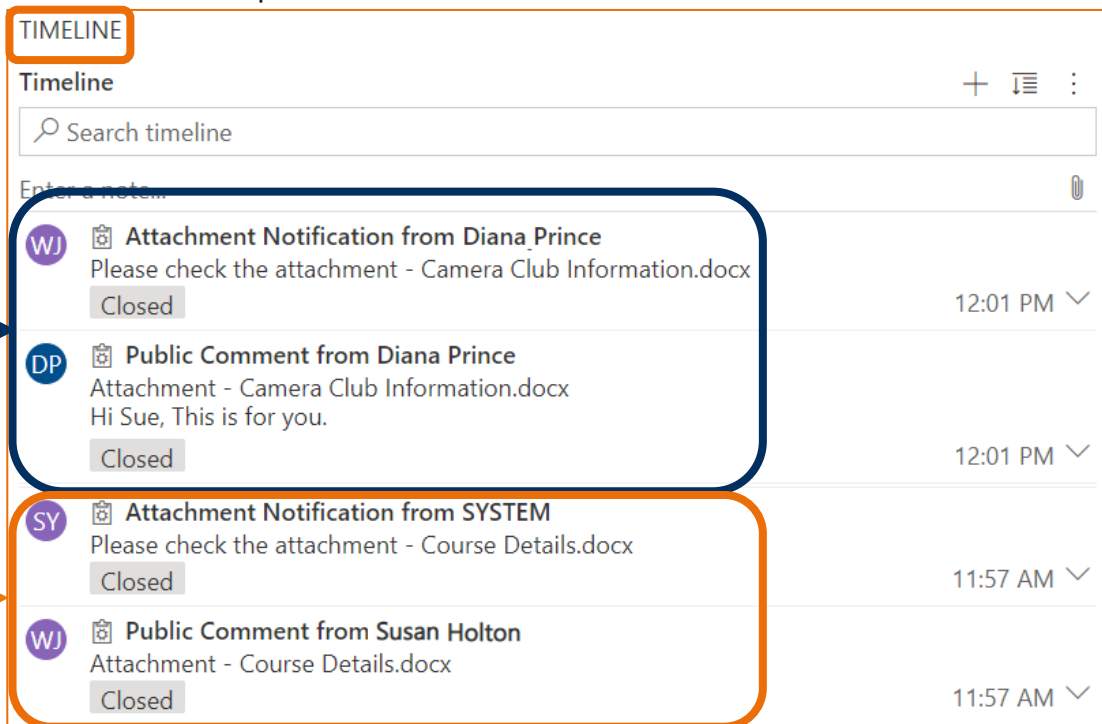 TIMELINE
Timeline
Search timeline
Enter a note...
WJ
Attachment Notification from Diana Prince
Please check the attachment - Camera Club Information.docx
Closed
12:01 PM
DP
Public Comment from Diana Prince
Attachment - Camera Club Information.docx
Hi Sue, This is for you.
Closed
12:01 PM
SY
Attachment Notification from SYSTEM
Please check the attachment - Course Details.docx
Closed
11:57 AM
WJ
Public Comment from Susan Holton
Attachment - Course Details.docx
Closed
11:57 AM